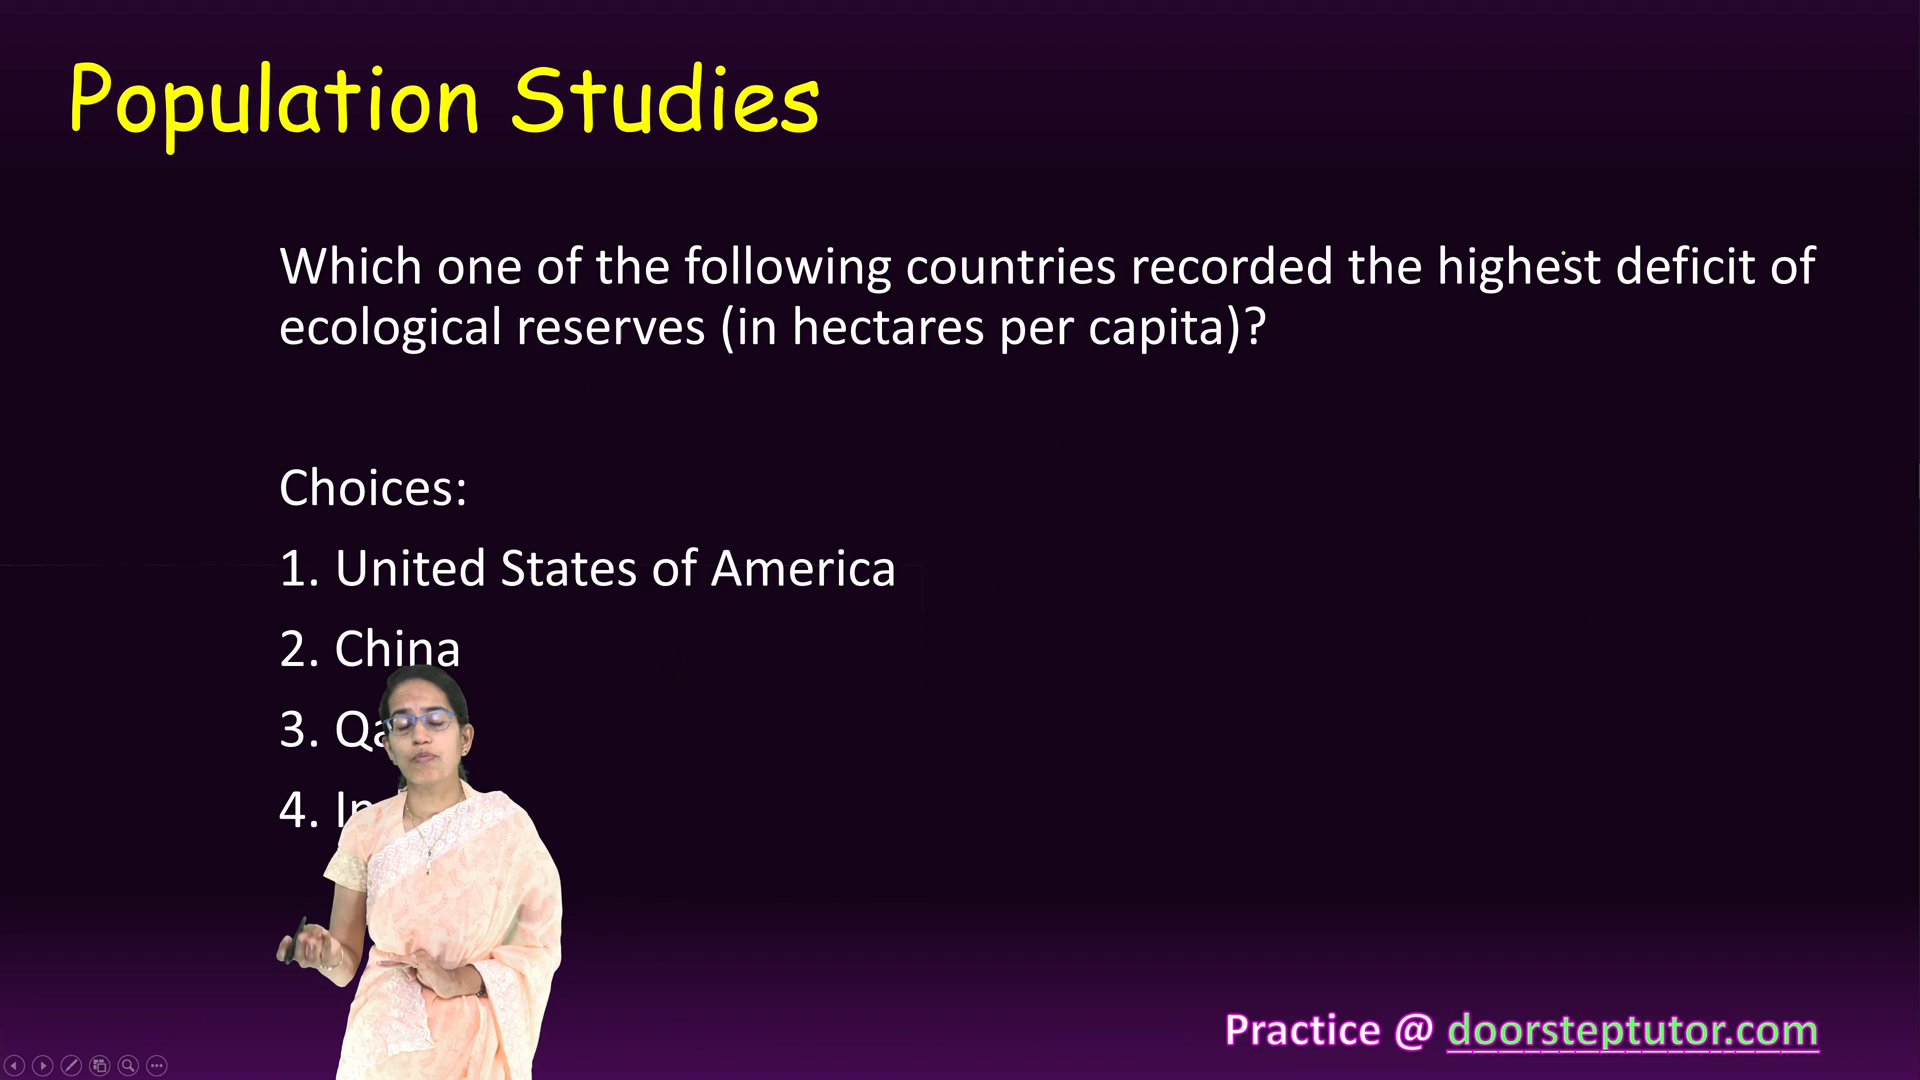 Population Studies
Which one of the following countries recorded the highest deficit of
ecological reserves (in hectares per capita)?
Choices:
1. United States of America
2. China
3.
4.
Practice @ doorsteptutor.com